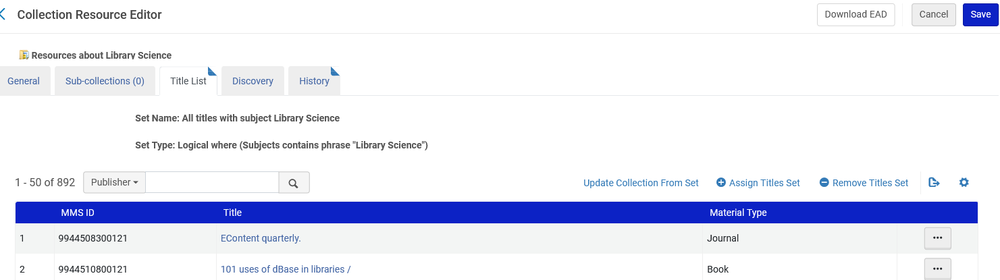 Collection Resource Editor
Download EAD
Cancel
Save
Resources about Library Science
General
Sub-collections (0)
Title List
Discovery
History
Set Name: All titles with subject Library Science
Set Type: Logical where (Subjects contains phrase "Library Science")
1 - 50 of 892
Publisher
Update Collection From Set
Assign Titles Set
Remove Titles Set
MMS ID Title Material Type
1 9944508300121 EContent quarterly. Journal
2 9944510800121 101 uses of dBase in libraries / Book